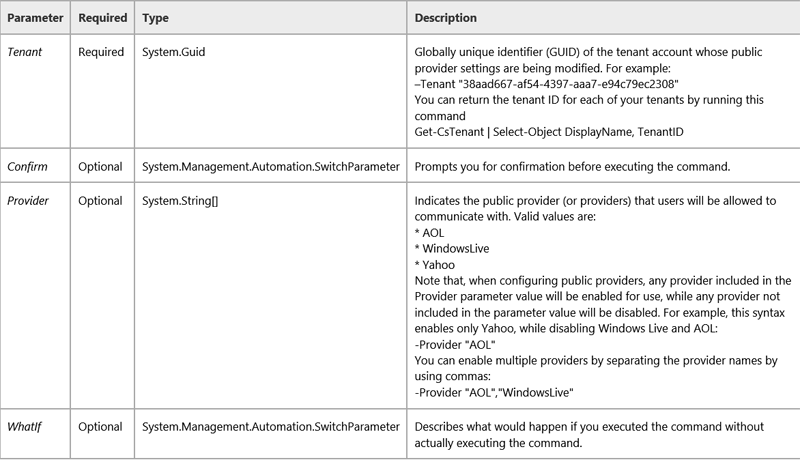 Parameter Required Type Description
Tenant Required System.Guid Globally unique identifier (GUID) of the tenant account whose public
provider settings are being modified. For example:
–Tenant "38aad667-af54-4397-aaa7-e94c79ec2308"
You can return the tenant ID for each of your tenants by running this
command
Get-CsTenant | Select-Object DisplayName, TenantID
Confirm Optional System.Management.Automation.SwitchParameter Prompts you for confirmation before executing the command.
Provider Optional System.String[] Indicates the public provider (or providers) that users will be allowed to
communicate with. Valid values are:
* AOL
* WindowsLive
* Yahoo
Note that, when configuring public providers, any provider included in the
Provider parameter value will be enabled for use, while any provider not
included in the parameter value will be disabled. For example, this syntax
enables only Yahoo, while disabling Windows Live and AOL:
-Provider "AOL"
You can enable multiple providers by separating the provider names by
using commas:
-Provider "AOL","WindowsLive"
WhatIf Optional System.Management.Automation.SwitchParameter Describes what would happen if you executed the command without
actually executing the command.